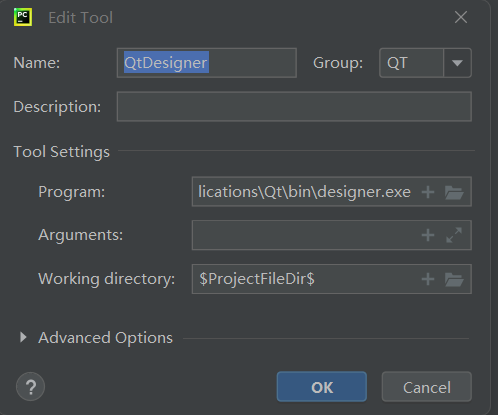 PC
Edit Tool
Name: QtDesigner Group: QT
Description:
Tool Settings
Program: lications\Qt\bin\designer.exe
Arguments:
Working directory: $ProjectFileDir$
Advanced Options
? OK Cancel